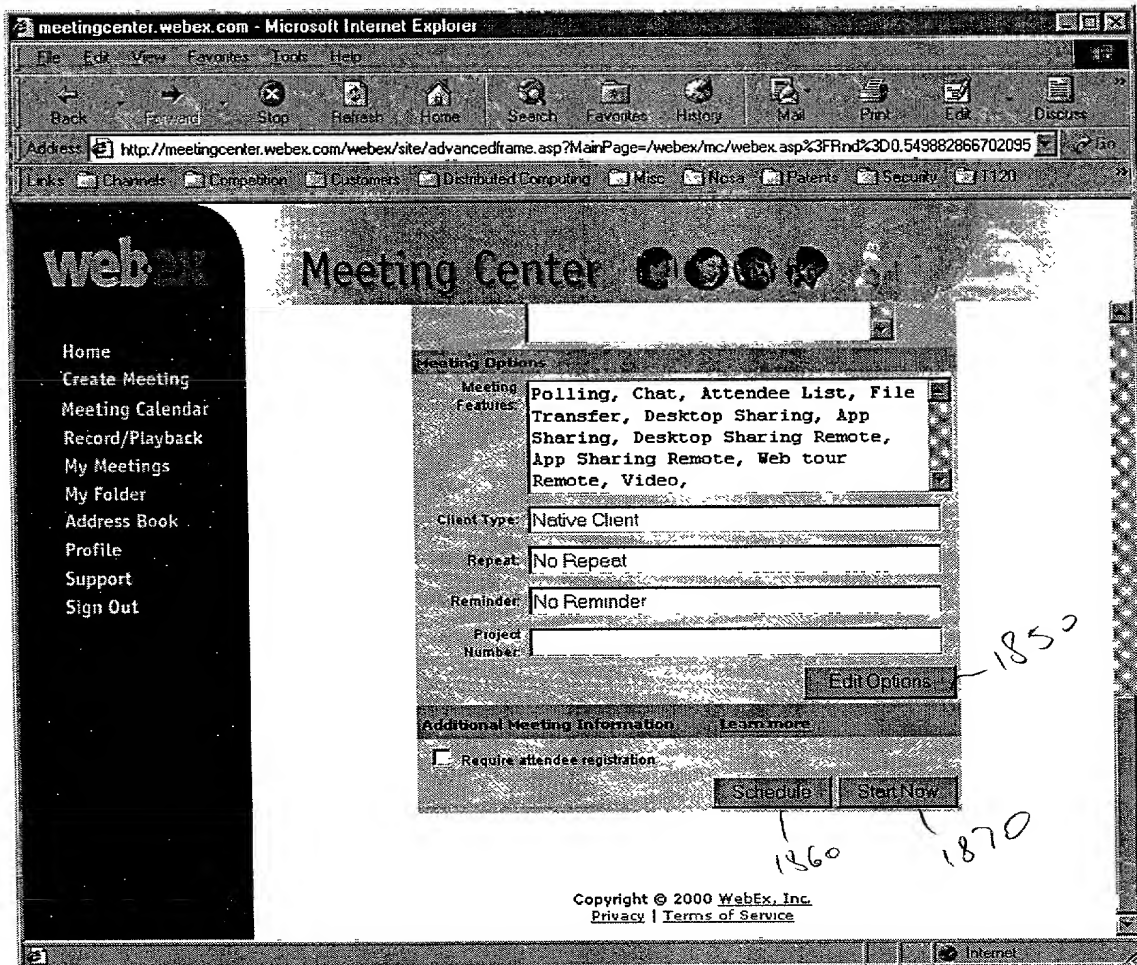 meetingcenter.webex.com - Microsoft Internet Explorer
File Edit View Favorites Tools Help
Back Forward Stop Refresh Home Search Favorites History Mail Print Edit Discuss
Address http://meetingcenter.webex.com/webex/site/advancedframe.asp?MainPage=/webex/mc/webex.asp%3FRnd%3D0.549882866702095 Go
Links Channels Competition Customers Distributed Computing Misc Nosa Patents Security T120
webex Meeting Center
Home
Create Meeting
Meeting Calendar
Record/Playback
My Meetings
My Folder
Address Book
Profile
Support
Sign Out
Meeting Options
Meeting Features: Polling, Chat, Attendee List, File
Transfer, Desktop Sharing, App
Sharing, Desktop Sharing Remote,
App Sharing Remote, Web tour
Remote, Video,
Client Type: Native Client
Repeat: No Repeat
Reminder: No Reminder
Project Number:
Edit Options 1850
Additional Meeting Information Learn more
Require attendee registration
Schedule Start Now
1860 1870
Copyright © 2000 WebEx, Inc.
Privacy | Terms of Service
Internet